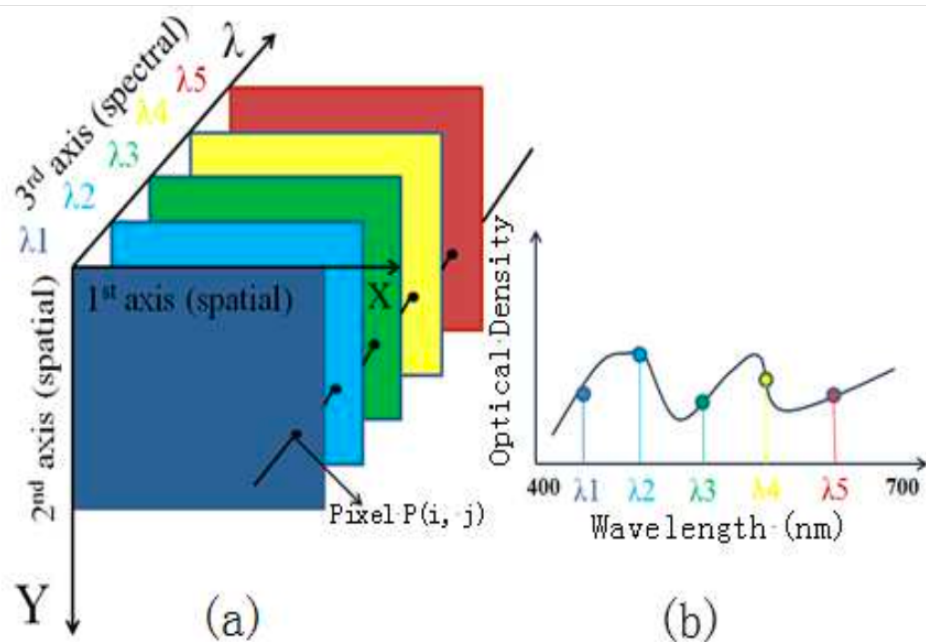 λ
3rd axis (spectral)
λ5
λ4
λ3
λ2
λ1
1st axis (spatial)
X
2nd axis (spatial)
Y
Pixel P(i, j)
(a)
Optical Density
400 λ1 λ2 λ3 λ4 λ5 700
Wavelength (nm)
(b)